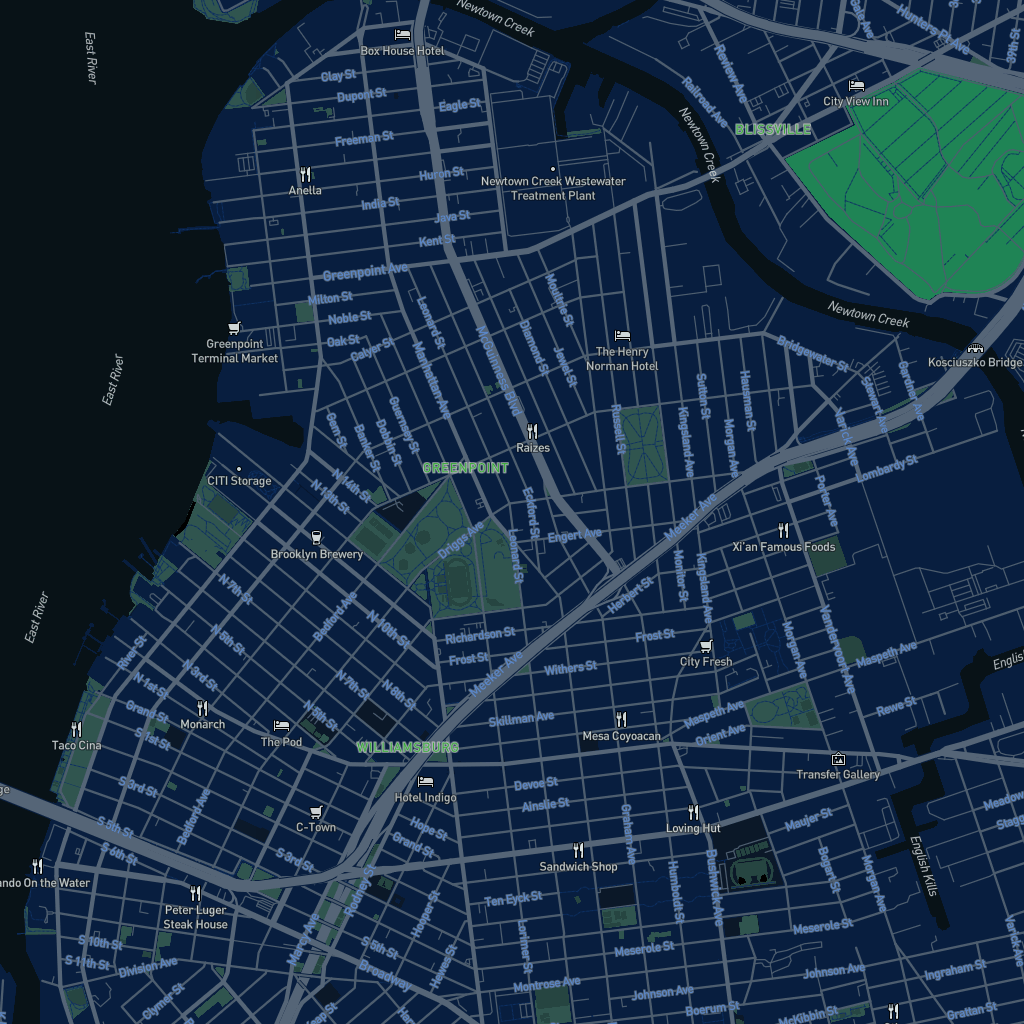 Newtown Creek
East River
Box House Hotel
Clay St
Dupont St
Eagle St
Freeman St
Anella
Huron St
India St
Java St
Kent St
Newtown Creek Wastewater
Treatment Plant
Review Ave
Railroad Ave
Hunters Pt Ave
39th St
City View Inn
BLISSVILLE
Newtown Creek
Greenpoint Ave
Milton St
Noble St
Oak St
Calyer St
Greenpoint
Terminal Market
Leonard St
Manhattan Ave
McGuinness Blvd
Moultrie St
Diamond St
Jewel St
The Henry
Norman Hotel
Newtown Creek
Kosciuszko Bridge
Bridgewater St
Stewart Ave
Gardner Ave
Varick Ave
East River
Sutton St
Hausman St
Morgan Ave
Kingsland Ave
Russell St
Guernsey St
Dobbin St
Banker St
Gem St
Raizes
GREENPOINT
CITI Storage
N 14th St
N 11th St
Brooklyn Brewery
Driggs Ave
Eckford St
Leonard St
Engert Ave
Meeker Ave
Lombardy St
Porter Ave
Xi'an Famous Foods
Herbert St
Monitor St
Kingsland Ave
East River
N 7th St
N 5th St
Bedford Ave
N 10th St
Richardson St
Frost St
Meeker Ave
Withers St
Frost St
City Fresh
Morgan Ave
Vandervoort Ave
Maspeth Ave
English
River St
N 3rd St
N 1st St
Grand St
S 1st St
Monarch
N 7th St
N 8th St
N 5th St
The Pod
Taco Cina
WILLIAMSBURG
Skillman Ave
Mesa Coyoacan
Maspeth Ave
Orient Ave
Rewe St
Transfer Gallery
Hotel Indigo
Devoe St
Ainslie St
S 3rd St
Bedford Ave
C-Town
Hope St
Grand St
S 5th St
S 6th St
S 3rd St
Graham Ave
Loving Hut
Maujer St
Meadow
Stagg
English Kills
Sandwich Shop
ando On the Water
Peter Luger
Steak House
Rodney St
Hooper St
Ten Eyck St
Humboldt St
Bushwick Ave
Bogart St
Morgan Ave
S 10th St
S 11th St
Division Ave
Clymer St
Marcy Ave
S 5th St
Broadway
Hewes St
Lorimer St
Meserole St
Meserole St
Montrose Ave
Johnson Ave
Johnson Ave
Ingraham St
Boerum St
McKibbin St
Grattan St